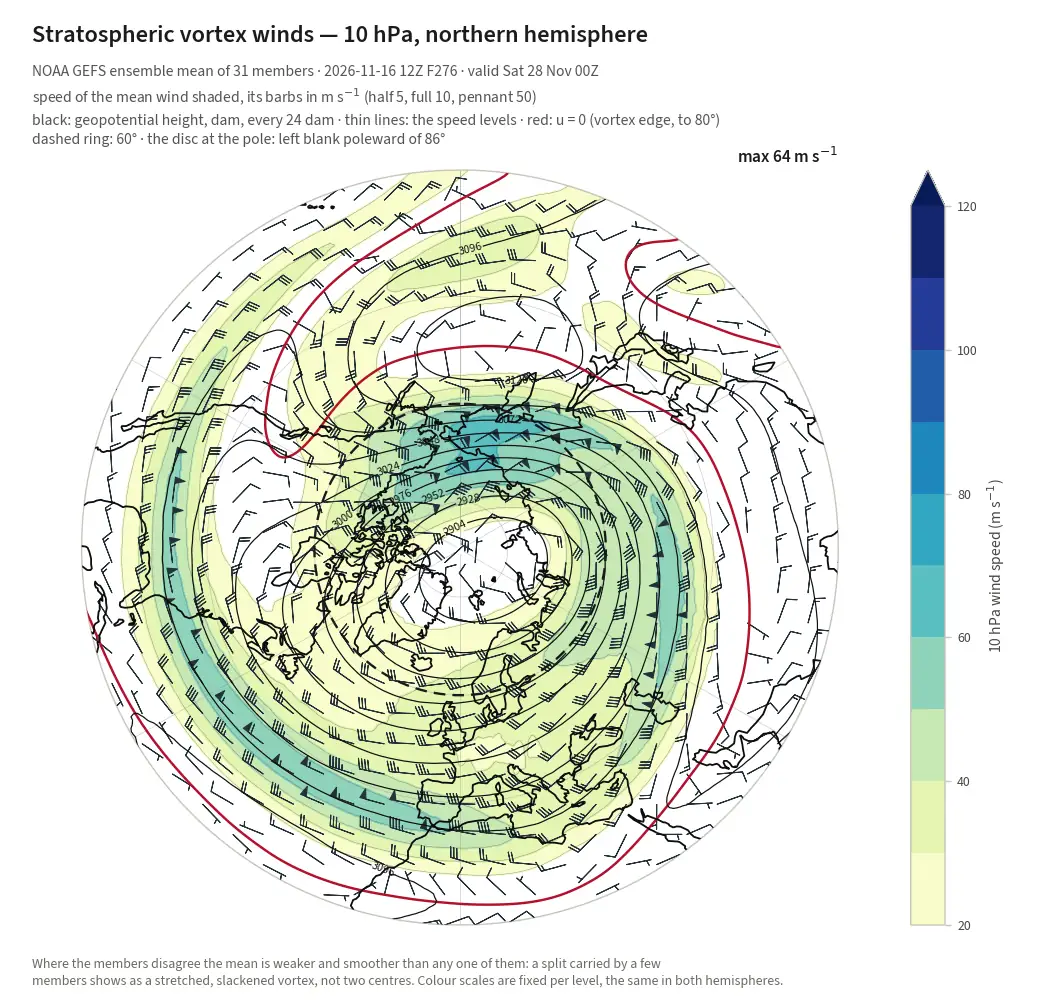 Stratospheric vortex winds — 10 hPa, northern hemisphere
NOAA GEFS ensemble mean of 31 members · 2026-11-16 12Z F276 · valid Sat 28 Nov 00Z
speed of the mean wind shaded, its barbs in m s⁻¹ (half 5, full 10, pennant 50)
black: geopotential height, dam, every 24 dam · thin lines: the speed levels · red: u = 0 (vortex edge, to 80°)
dashed ring: 60° · the disc at the pole: left blank poleward of 86°
max 64 m s⁻¹
120
100
80
60
40
20
10 hPa wind speed (m s⁻¹)
3096
3024
2976
2952
2928
3000
2904
Where the members disagree the mean is weaker and smoother than any one of them: a split carried by a few
members shows as a stretched, slackened vortex, not two centres. Colour scales are fixed per level, the same in both hemispheres.